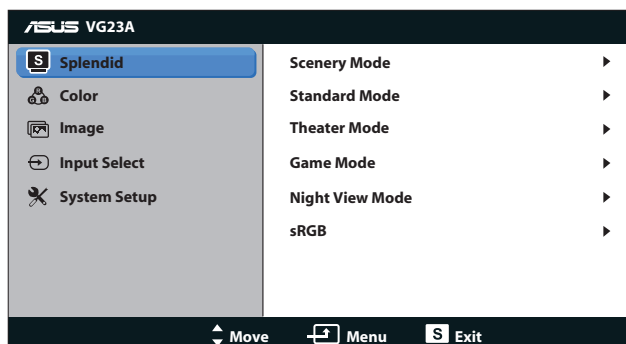 ASUS VG23A
S Splendid
Color
Image
Input Select
System Setup
Scenery Mode
Standard Mode
Theater Mode
Game Mode
Night View Mode
sRGB
Move Menu S Exit